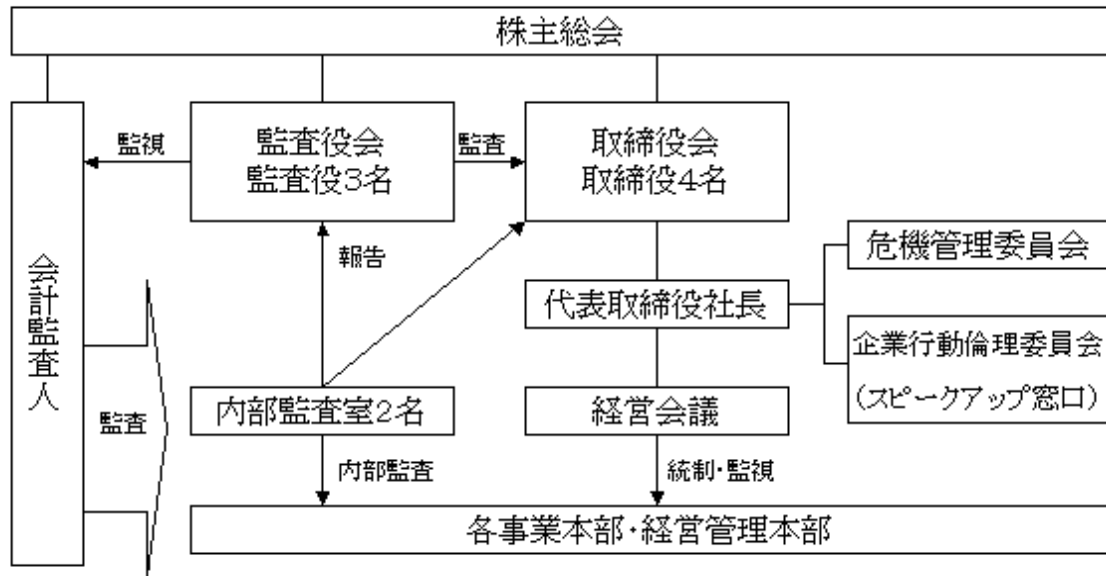 株主総会
監視
監査役会
監査役3名
監査
取締役会
取締役4名
会計監査人
報告
危機管理委員会
代表取締役社長
企業行動倫理委員会
(スピークアップ窓口)
監査
内部監査室2名
経営会議
内部監査
統制・監視
各事業本部・経営管理本部